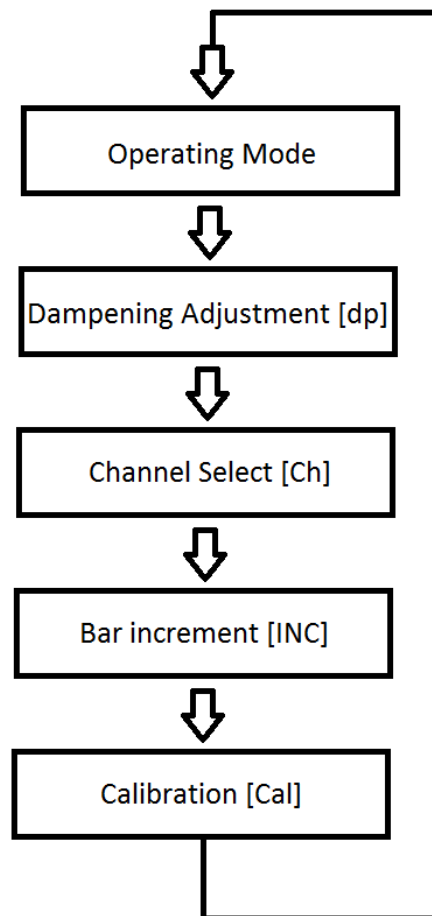 Operating Mode
Dampening Adjustment [dp]
Channel Select [Ch]
Bar increment [INC]
Calibration [Cal]